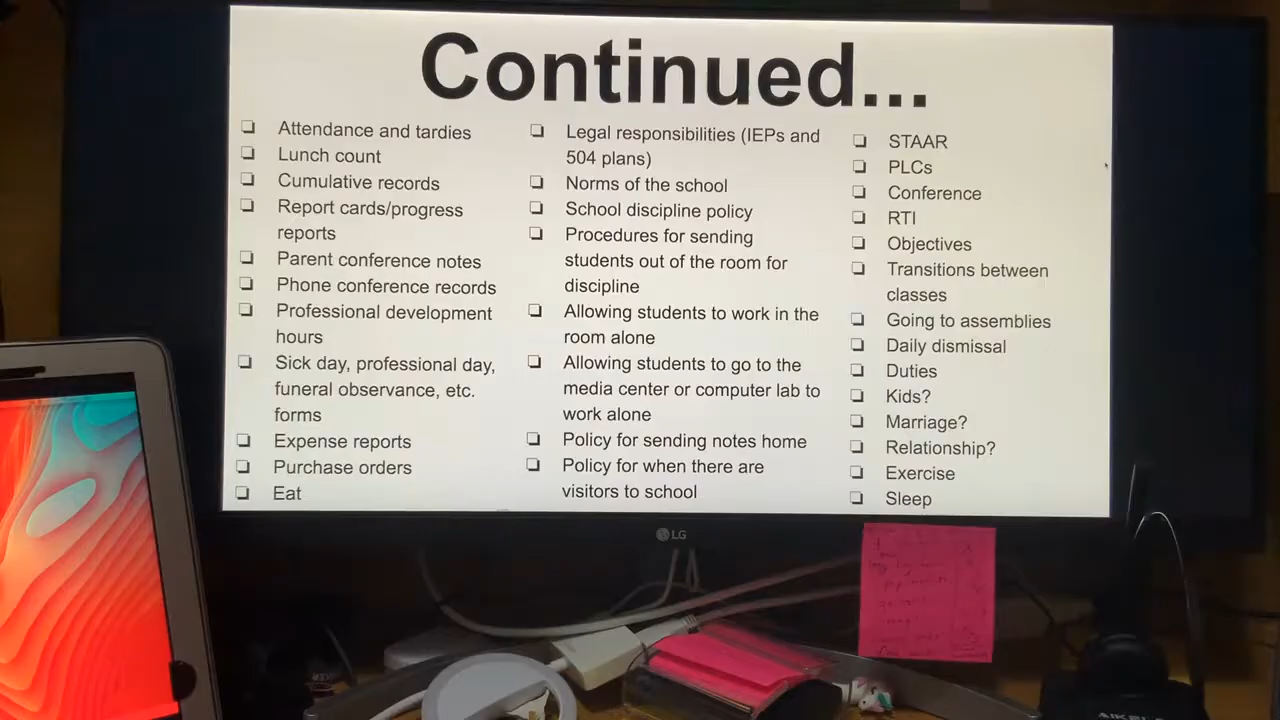 Continued...
❏ Attendance and tardies
❏ Lunch count
❏ Cumulative records
❏ Report cards/progress
reports
❏ Parent conference notes
❏ Phone conference records
❏ Professional development
hours
❏ Sick day, professional day,
funeral observance, etc.
forms
❏ Expense reports
❏ Purchase orders
❏ Eat
❏ Legal responsibilities (IEPs and
504 plans)
❏ Norms of the school
❏ School discipline policy
❏ Procedures for sending
students out of the room for
discipline
❏ Allowing students to work in the
room alone
❏ Allowing students to go to the
media center or computer lab to
work alone
❏ Policy for sending notes home
❏ Policy for when there are
visitors to school
❏ STAAR
❏ PLCs
❏ Conference
❏ RTI
❏ Objectives
❏ Transitions between
classes
❏ Going to assemblies
❏ Daily dismissal
❏ Duties
❏ Kids?
❏ Marriage?
❏ Relationship?
❏ Exercise
❏ Sleep
LG